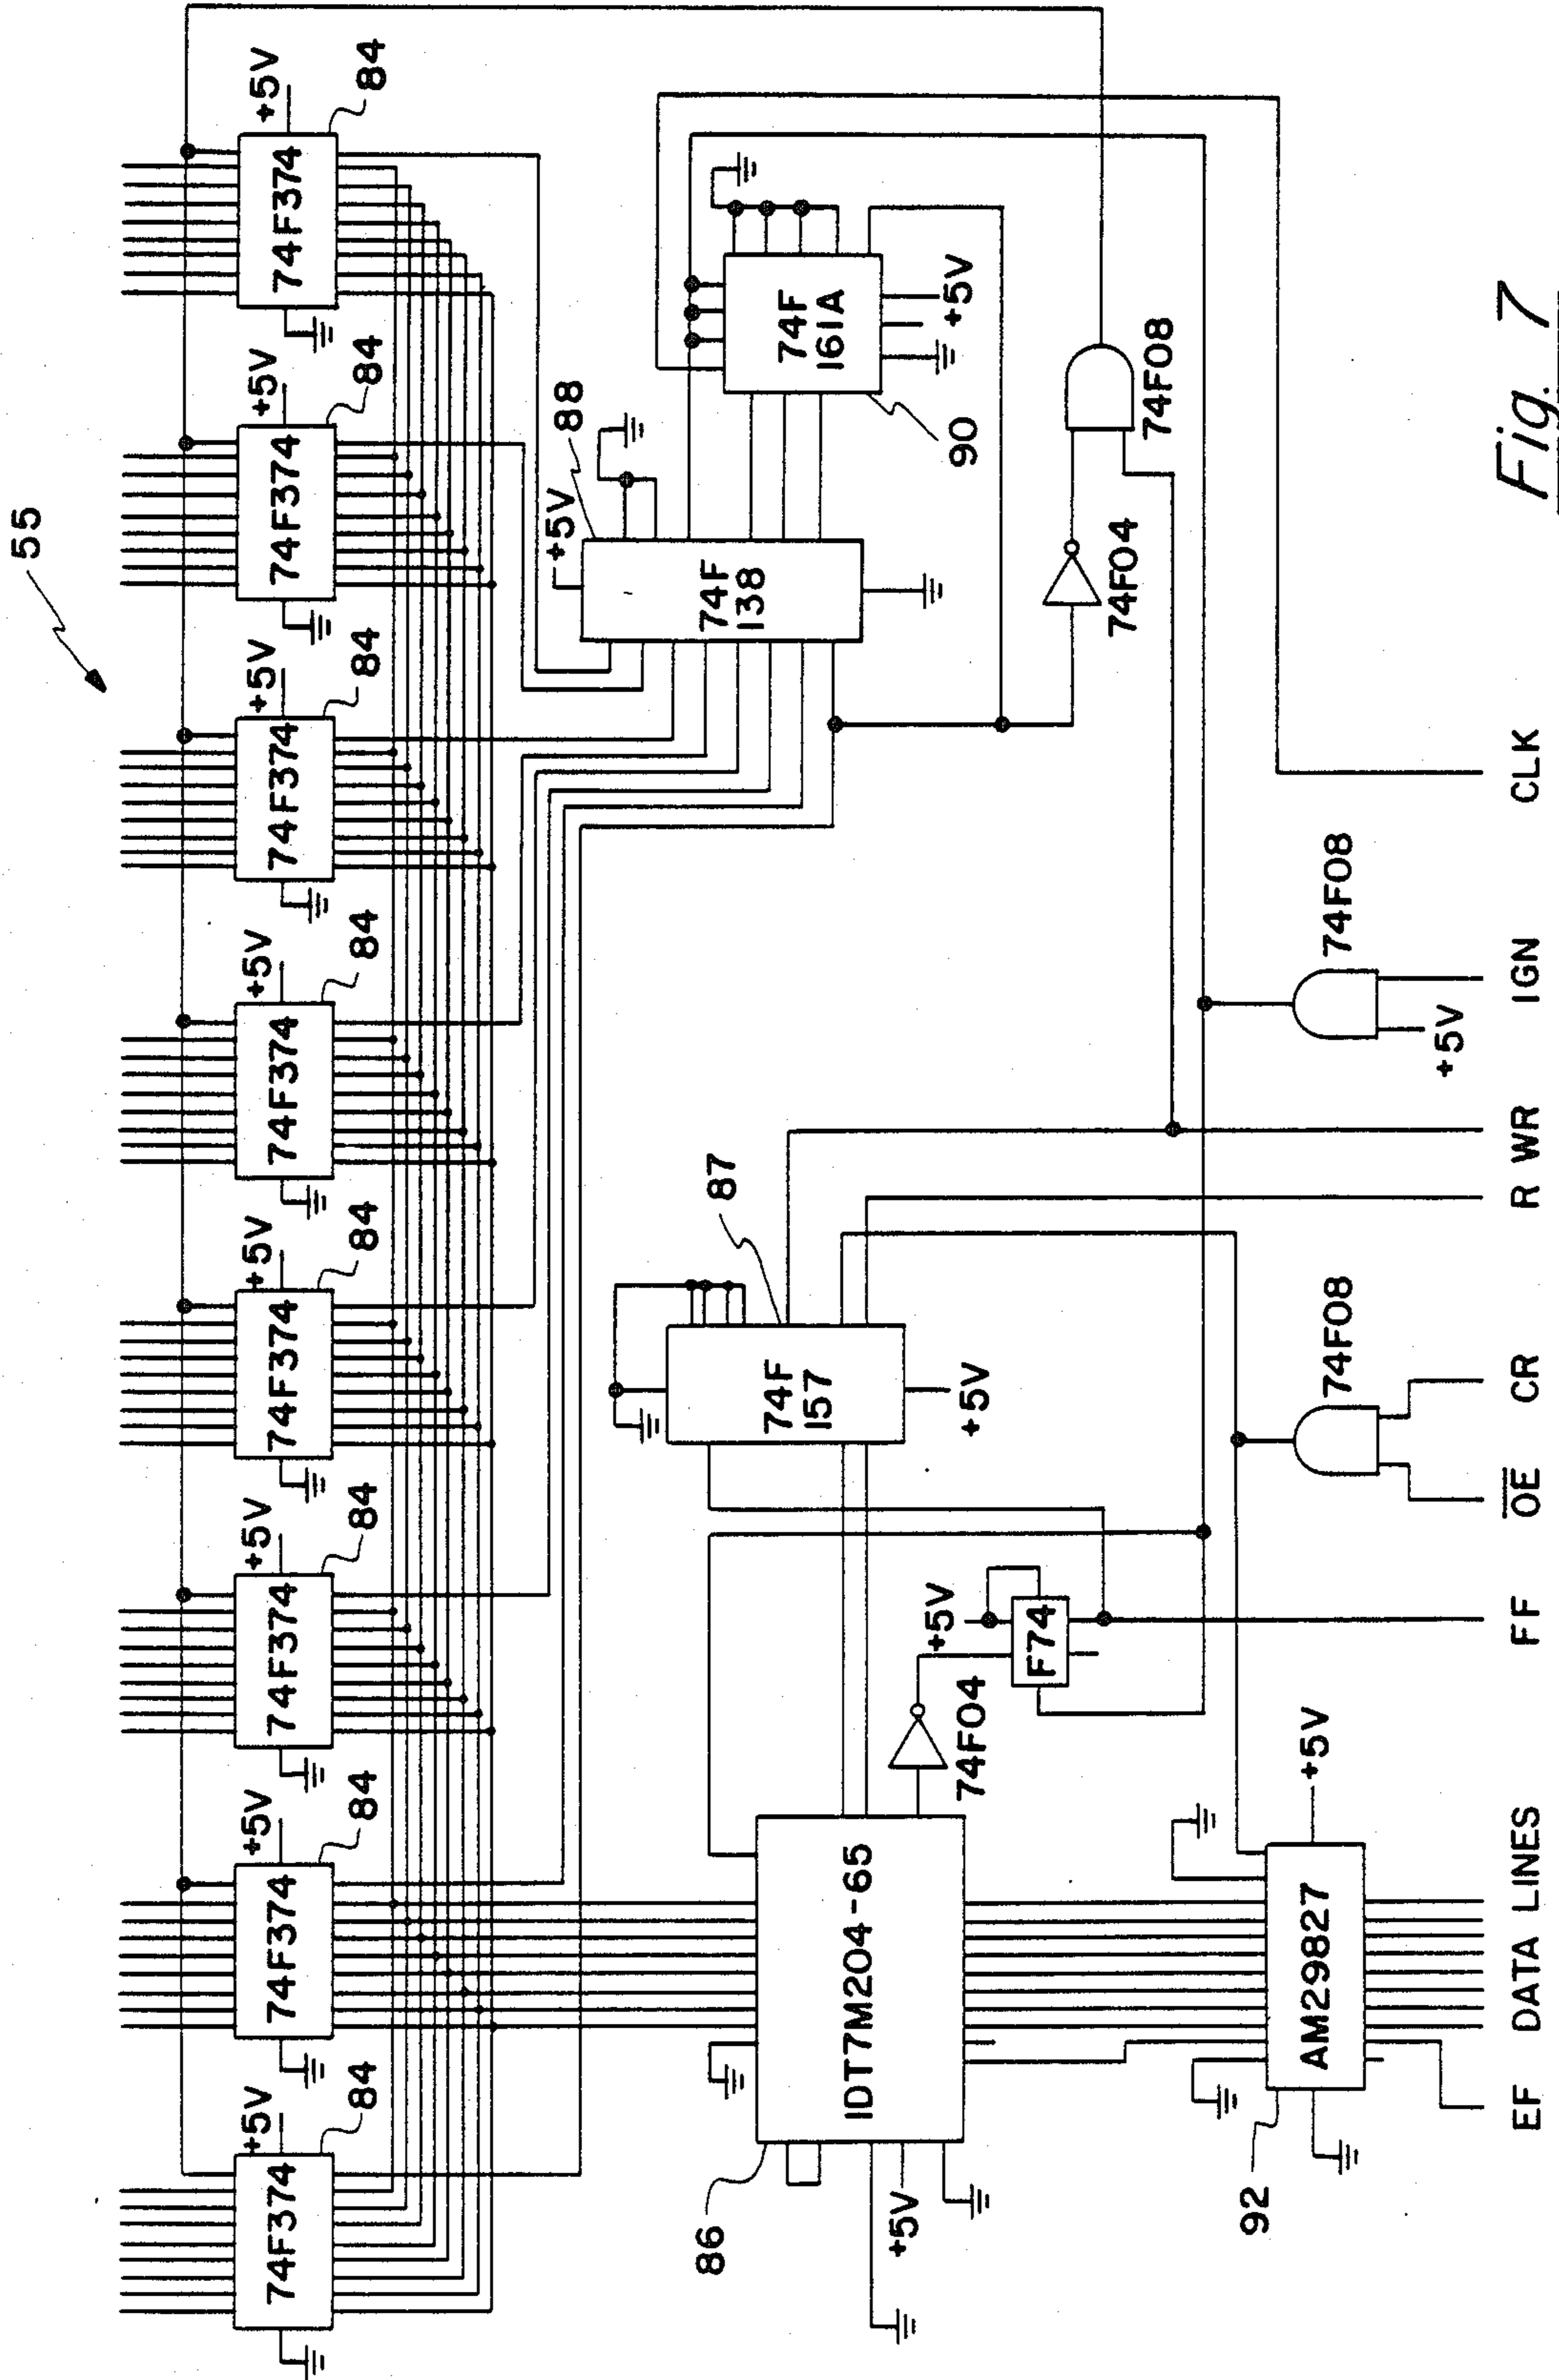 55
+5V
84
74F374
+5V
84
74F374
+5V
84
74F374
+5V
84
74F374
+5V
84
74F374
+5V
84
74F374
+5V
84
74F374
+5V
84
74F374
86
IDT7M204-65
+5V
74F04
+5V
F74
87
74F
157
+5V
88
+5V
74F
138
74F
161A
90
+5V
74F04
74F08
92
AM29827
+5V
74F08
74F08
+5V
EF DATA LINES FF OE CR R WR IGN CLK
Fig. 7